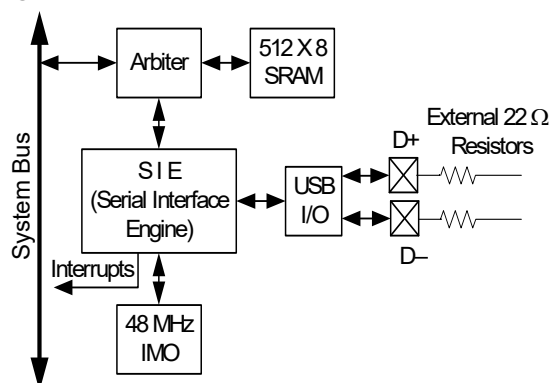 Arbiter
512 X 8
SRAM
External 22 Ω
Resistors
D+
S I E
(Serial Interface
Engine)
USB
I/O
D–
System Bus
Interrupts
48 MHz
IMO